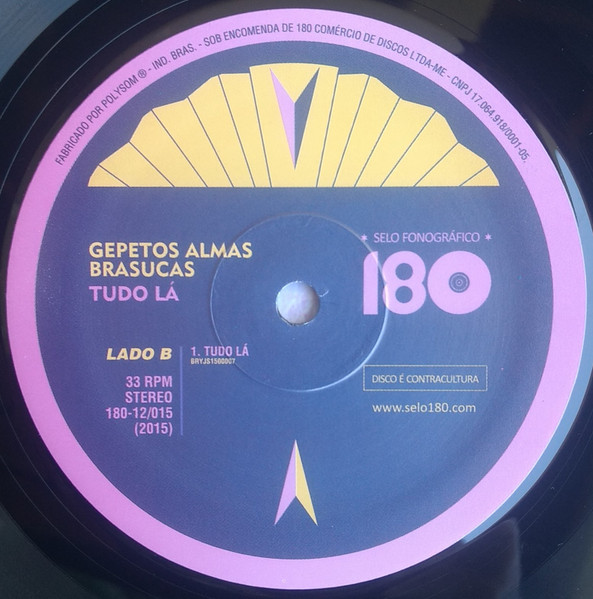 FABRICADO POR POLYSOM ® - IND. BRAS. - SOB ENCOMENDA DE 180 COMÉRCIO DE DISCOS LTDA-ME - CNPJ 17.064.918/0001-05.
GEPETOS ALMAS
BRASUCAS
TUDO LÁ
* SELO FONOGRÁFICO *
180
LADO B
1. TUDO LÁ
33 RPM
STEREO
180-12/015
(2015)
DISCO É CONTRACULTURA
www.selo180.com